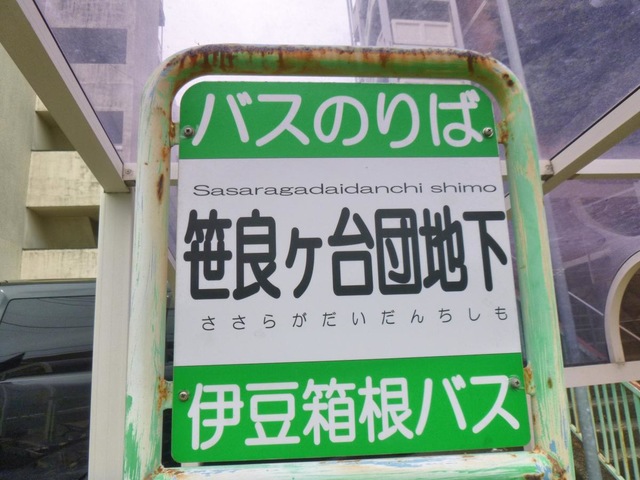 バスのりば
Sasaragadaidanchi shimo
笹良ヶ台団地下
ささらがだいだんちしも
伊豆箱根バス